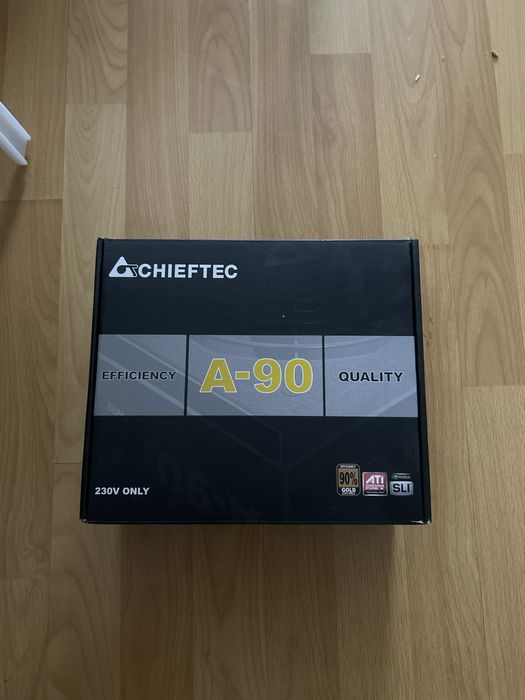 CHIEFTEC
EFFICIENCY
A-90
QUALITY
230V ONLY
90%
GOLD
ATI
SLI